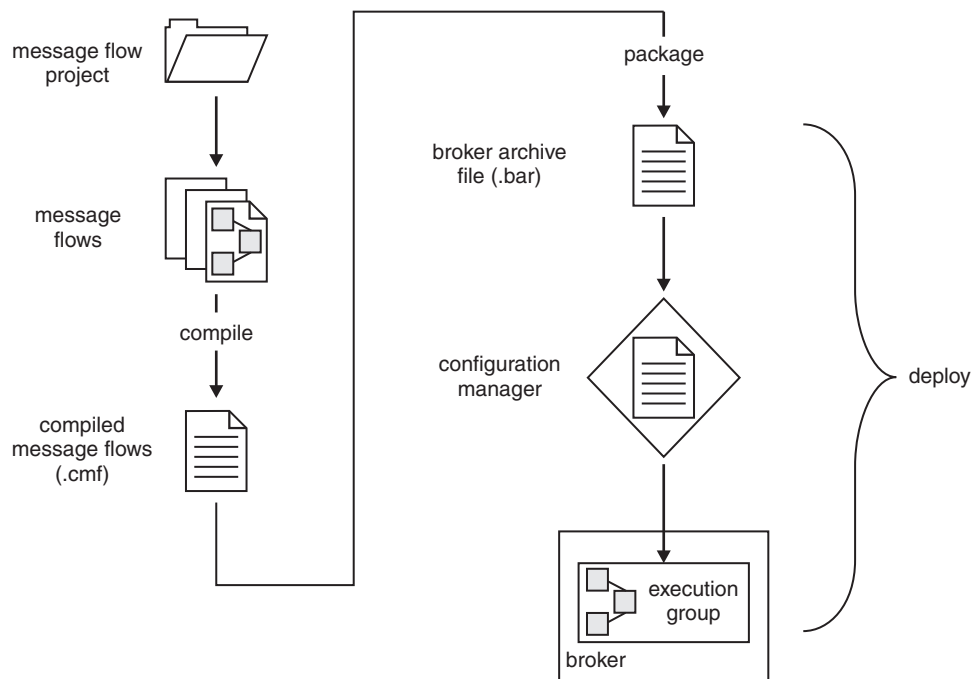 message flow
project
message
flows
compile
compiled
message flows
(.cmf)
package
broker archive
file (.bar)
configuration
manager
deploy
execution
group
broker